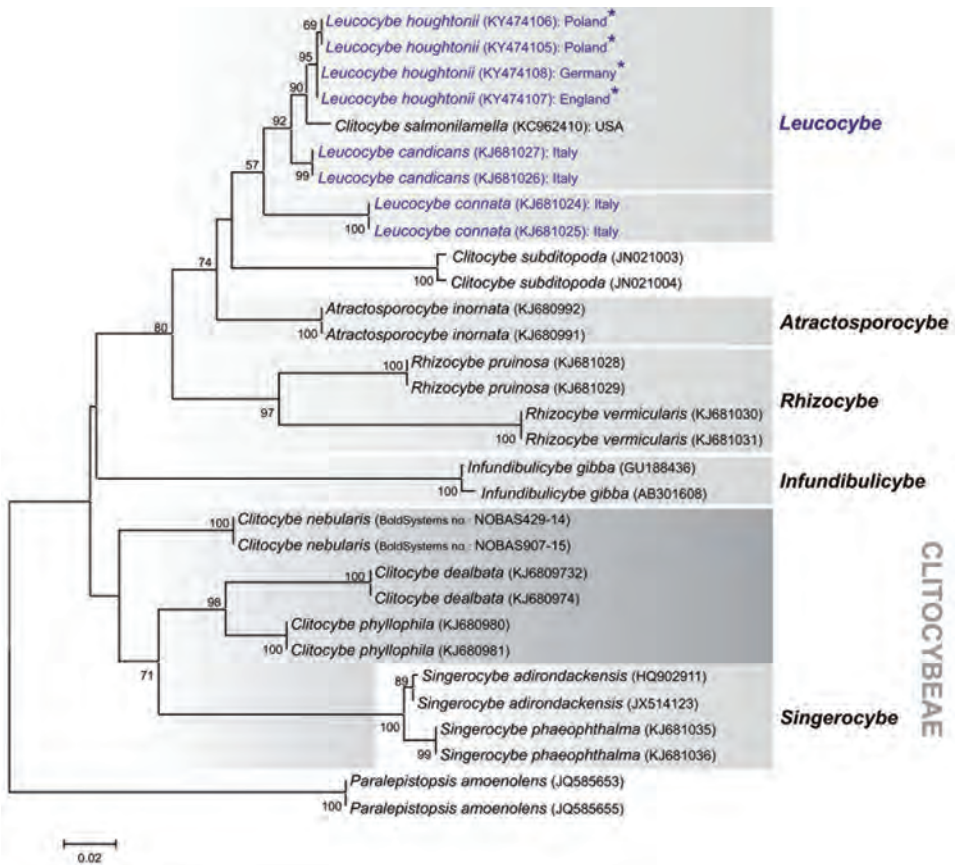 69
Leucocybe houghtonii (KY474106): Poland*
Leucocybe houghtonii (KY474105): Poland*
95
Leucocybe houghtonii (KY474108): Germany*
90
Leucocybe houghtonii (KY474107): England*
92
Clitocybe salmonilamella (KC962410): USA
Leucocybe
Leucocybe candicans (KJ681027): Italy
57
99
Leucocybe candicans (KJ681026): Italy
Leucocybe connata (KJ681024): Italy
100
Leucocybe connata (KJ681025): Italy
74
Clitocybe subditopoda (JN021003)
100
Clitocybe subditopoda (JN021004)
80
Atractosporocybe inornata (KJ680992)
100
Atractosporocybe inornata (KJ680991)
Atractosporocybe
100
Rhizocybe pruinosa (KJ681028)
Rhizocybe pruinosa (KJ681029)
97
Rhizocybe vermicularis (KJ681030)
100
Rhizocybe vermicularis (KJ681031)
Rhizocybe
Infundibulicybe gibba (GU188436)
100
Infundibulicybe gibba (AB301608)
Infundibulicybe
100
Clitocybe nebularis (BoldSystems no.: NOBAS429-14)
Clitocybe nebularis (BoldSystems no.: NOBAS907-15)
100
Clitocybe dealbata (KJ6809732)
Clitocybe dealbata (KJ680974)
98
Clitocybe phyllophila (KJ680980)
100
Clitocybe phyllophila (KJ680981)
71
89
Singerocybe adirondackensis (HQ902911)
Singerocybe adirondackensis (JX514123)
100
Singerocybe phaeophthalma (KJ681035)
99
Singerocybe phaeophthalma (KJ681036)
Singerocybe
CLITOCYBEAE
Paralepistopsis amoenolens (JQ585653)
100
Paralepistopsis amoenolens (JQ585655)
0.02